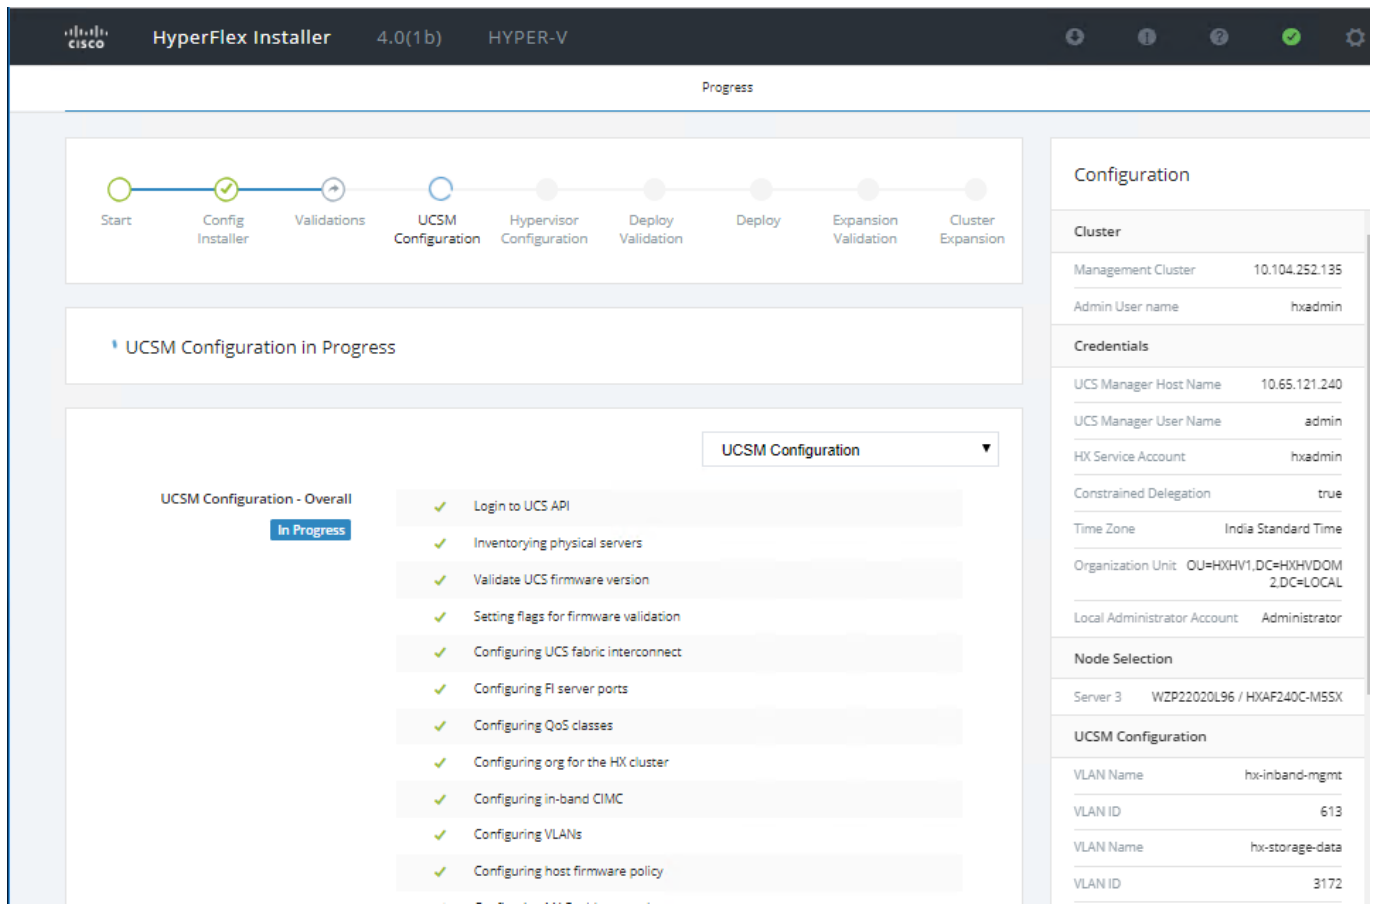 cisco HyperFlex Installer 4.0(1b) HYPER-V
Progress
Start
Config
Installer
Validations
UCSM
Configuration
Hypervisor
Configuration
Deploy
Validation
Deploy
Expansion
Validation
Cluster
Expansion
UCSM Configuration in Progress
UCSM Configuration
UCSM Configuration - Overall
In Progress
Login to UCS API
Inventorying physical servers
Validate UCS firmware version
Setting flags for firmware validation
Configuring UCS fabric interconnect
Configuring FI server ports
Configuring QoS classes
Configuring org for the HX cluster
Configuring in-band CIMC
Configuring VLANs
Configuring host firmware policy
Configuration
Cluster
Management Cluster 10.104.252.135
Admin User name hxadmin
Credentials
UCS Manager Host Name 10.65.121.240
UCS Manager User Name admin
HX Service Account hxadmin
Constrained Delegation true
Time Zone India Standard Time
Organization Unit OU=HXHV1,DC=HXHVDOM
2,DC=LOCAL
Local Administrator Account Administrator
Node Selection
Server 3 WZP22020L96 / HXAF240C-M5SX
UCSM Configuration
VLAN Name hx-inband-mgmt
VLAN ID 613
VLAN Name hx-storage-data
VLAN ID 3172